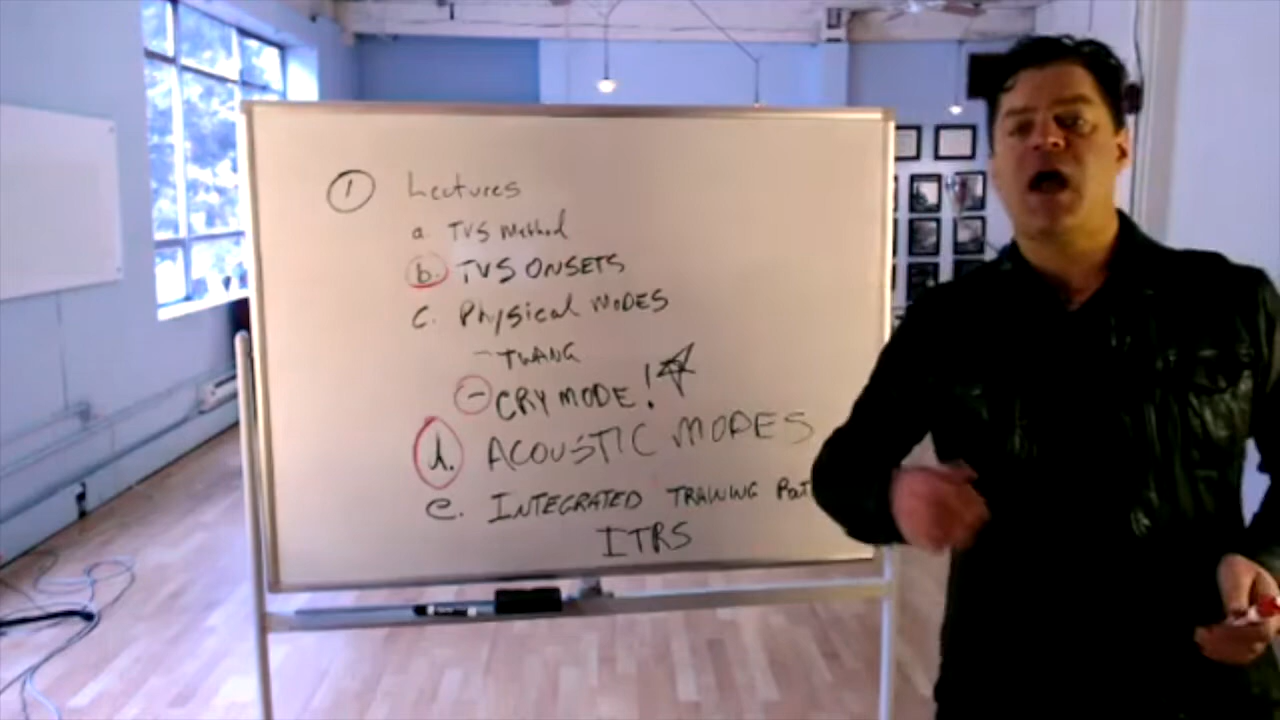 1 Lectures
a. TVS Method
b. TVS ONSETS
c. Physical MODES
- TWANG
- CRY MODE!
d. ACOUSTIC MODES
e. INTEGRATED TRAINING
ITRS